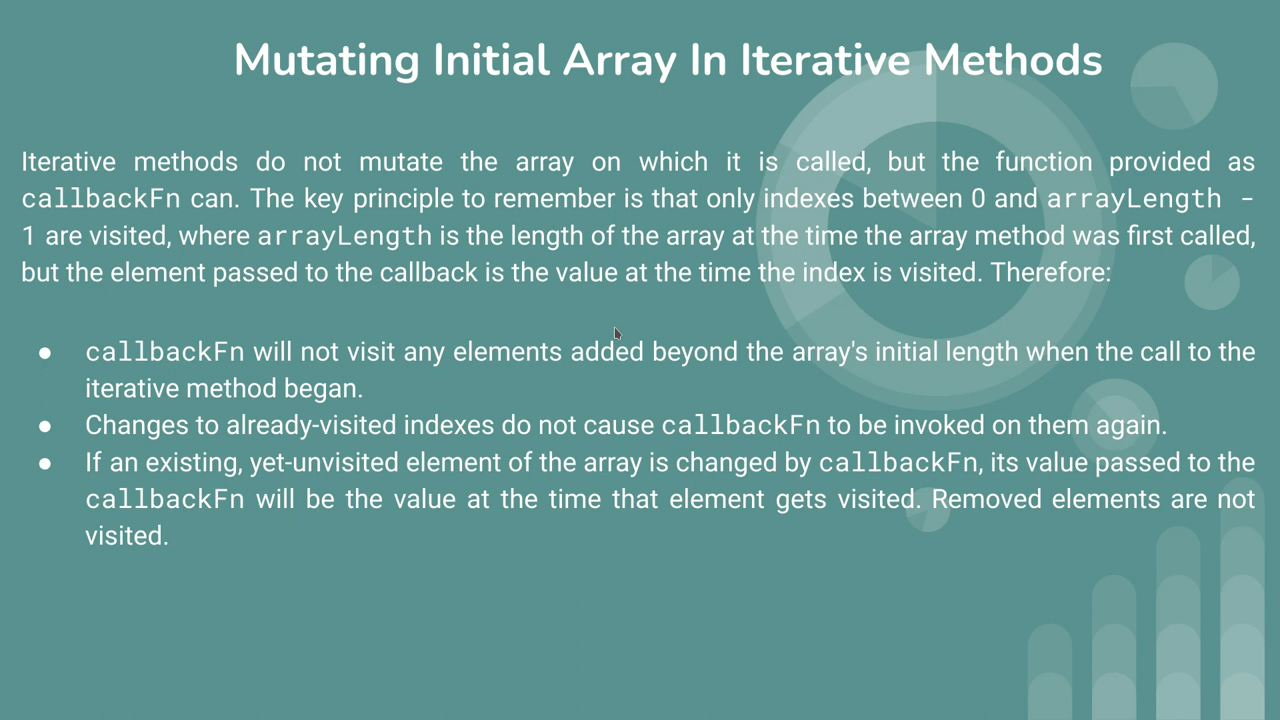 Mutating Initial Array In Iterative Methods
Iterative methods do not mutate the array on which it is called, but the function provided as
callbackFn can. The key principle to remember is that only indexes between 0 and arrayLength -
1 are visited, where arrayLength is the length of the array at the time the array method was first called,
but the element passed to the callback is the value at the time the index is visited. Therefore:
● callbackFn will not visit any elements added beyond the array's initial length when the call to the
iterative method began.
● Changes to already-visited indexes do not cause callbackFn to be invoked on them again.
● If an existing, yet-unvisited element of the array is changed by callbackFn, its value passed to the
callbackFn will be the value at the time that element gets visited. Removed elements are not
visited.